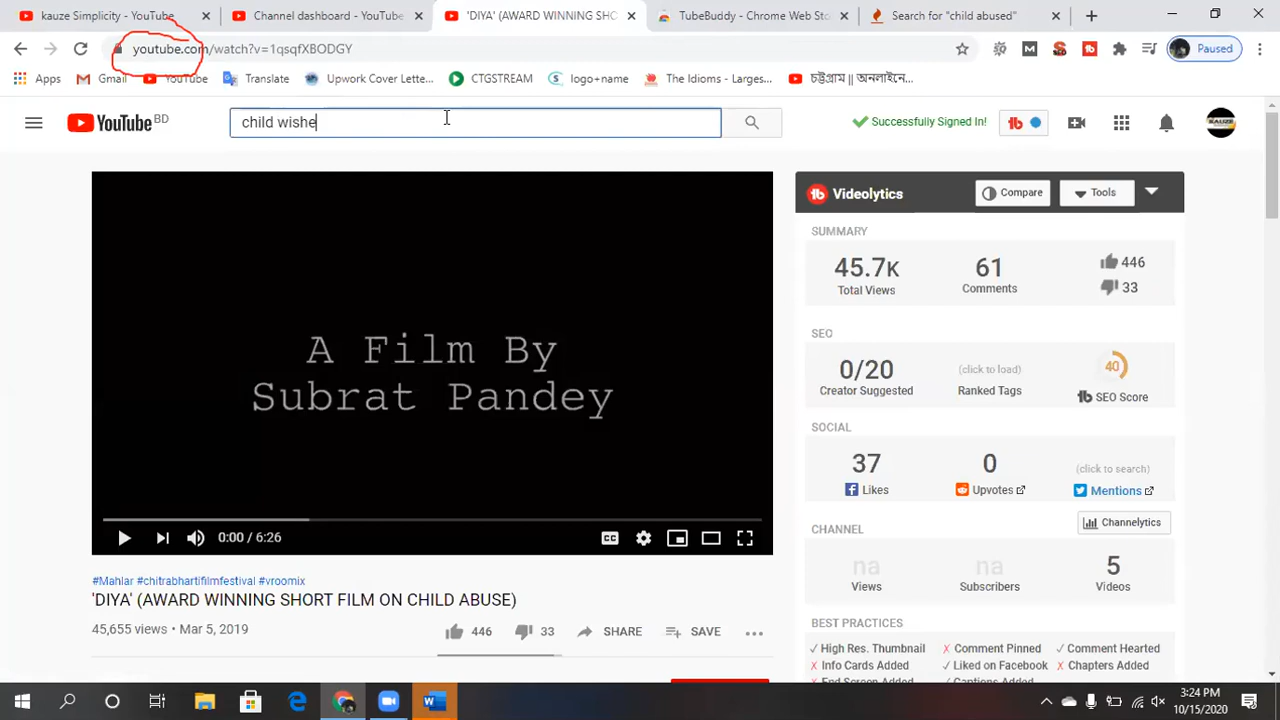 kauze Simplicity - YouTube
Channel dashboard - YouTube
'DIYA' (AWARD WINNING SHO
TubeBuddy - Chrome Web Sto
Search for "child abused"
youtube.com/watch?v=1qsqfXBODGY
Paused
Apps
Gmail
YouTube
Translate
Upwork Cover Lette...
CTGSTREAM
logo+name
The Idioms - Larges...
চট্টগ্রাম || অনলাইনে...
YouTube BD
child wishe
Successfully Signed In!
A Film By
Subrat Pandey
0:00 / 6:26
#Mahlar #chitrabhartifilmfestival #vroomix
'DIYA' (AWARD WINNING SHORT FILM ON CHILD ABUSE)
45,655 views • Mar 5, 2019
446
33
SHARE
SAVE
Videolytics
Compare
Tools
SUMMARY
45.7K
Total Views
61
Comments
446
33
SEO
0/20
Creator Suggested
(click to load)
Ranked Tags
40
SEO Score
SOCIAL
37
Likes
0
Upvotes
(click to search)
Mentions
CHANNEL
Channelytics
na
Views
na
Subscribers
5
Videos
BEST PRACTICES
✓ High Res. Thumbnail
✗ Comment Pinned
✓ Comment Hearted
✗ Info Cards Added
✓ Liked on Facebook
✗ Chapters Added
✗ End Screen Added
✓ Captions Added
3:24 PM
10/15/2020